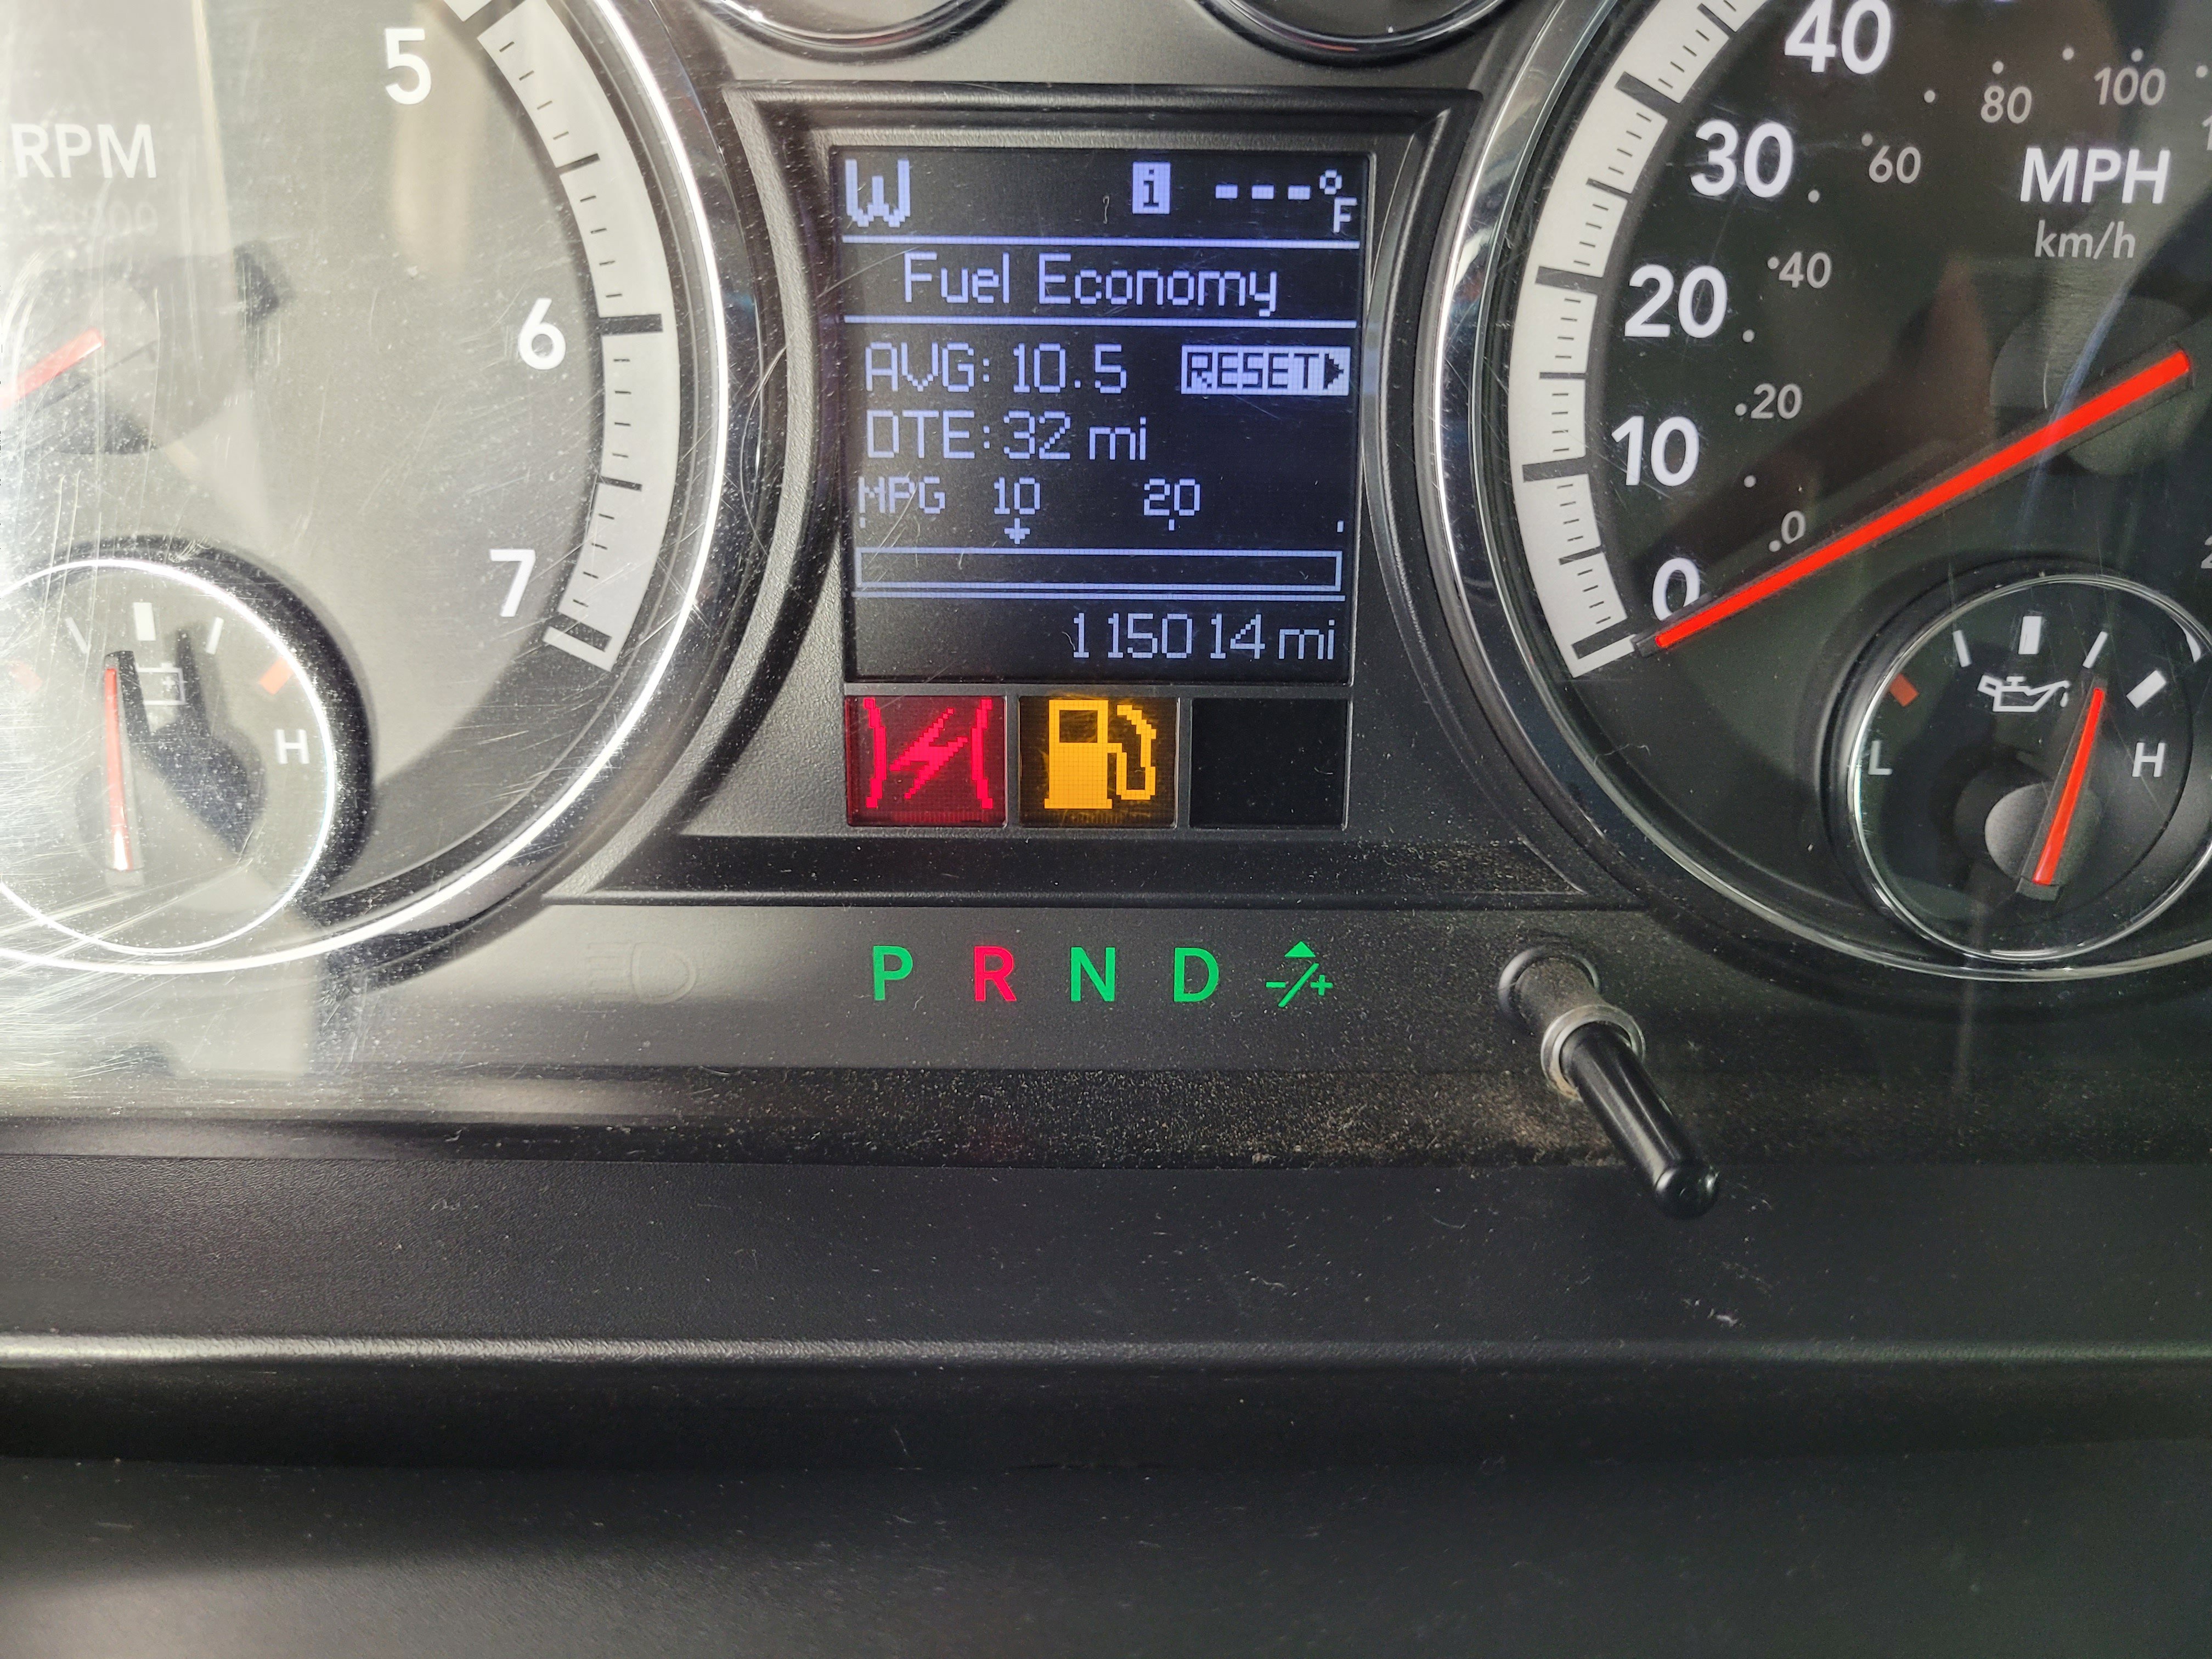 5
RPM
6
7
H
W i ---°F
Fuel Economy
AVG: 10.5 RESET
DTE: 32 mi
MPG 10 20
115014 mi
P R N D -/+
40
30
20
10
0
100
80
60
40
20
0
MPH
km/h
L H